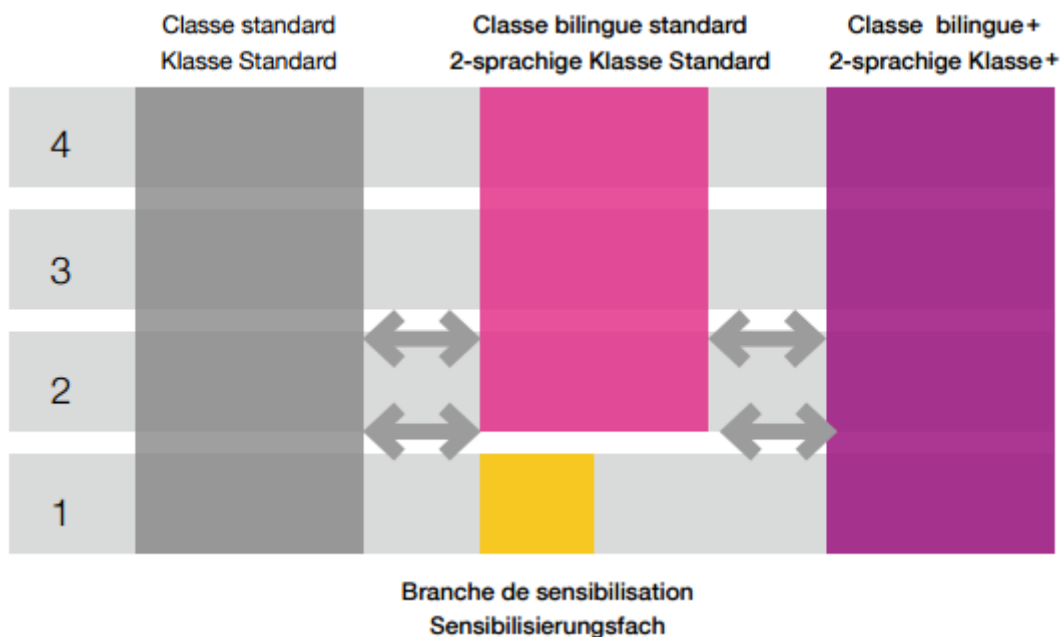 Classe standard
Klasse Standard
Classe bilingue standard
2-sprachige Klasse Standard
Classe bilingue+
2-sprachige Klasse+
4
3
2
1
Branche de sensibilisation
Sensibilisierungsfach